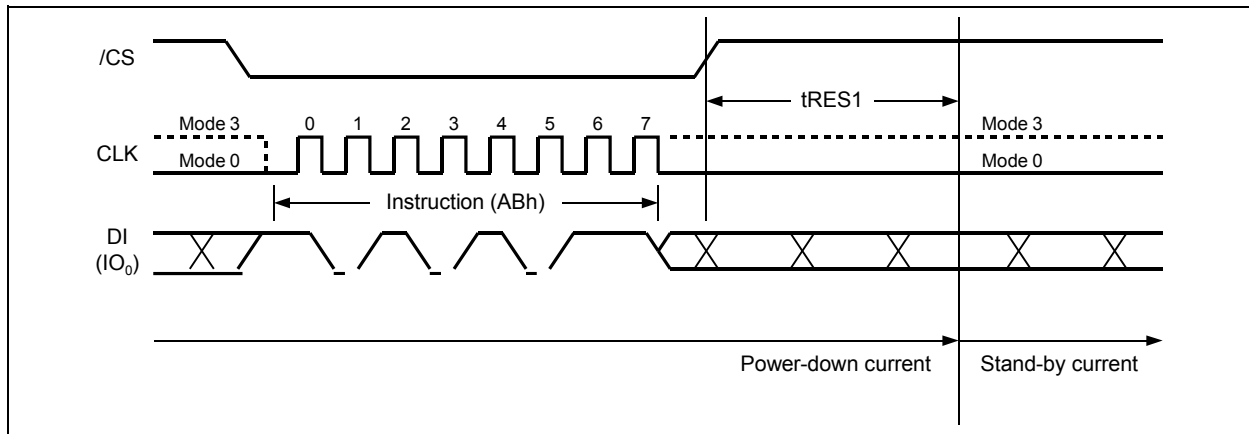 /CS
tRES1
Mode 3
0 1 2 3 4 5 6 7
Mode 3
CLK
Mode 0
Mode 0
Instruction (ABh)
DI
(IO₀)
Power-down current
Stand-by current